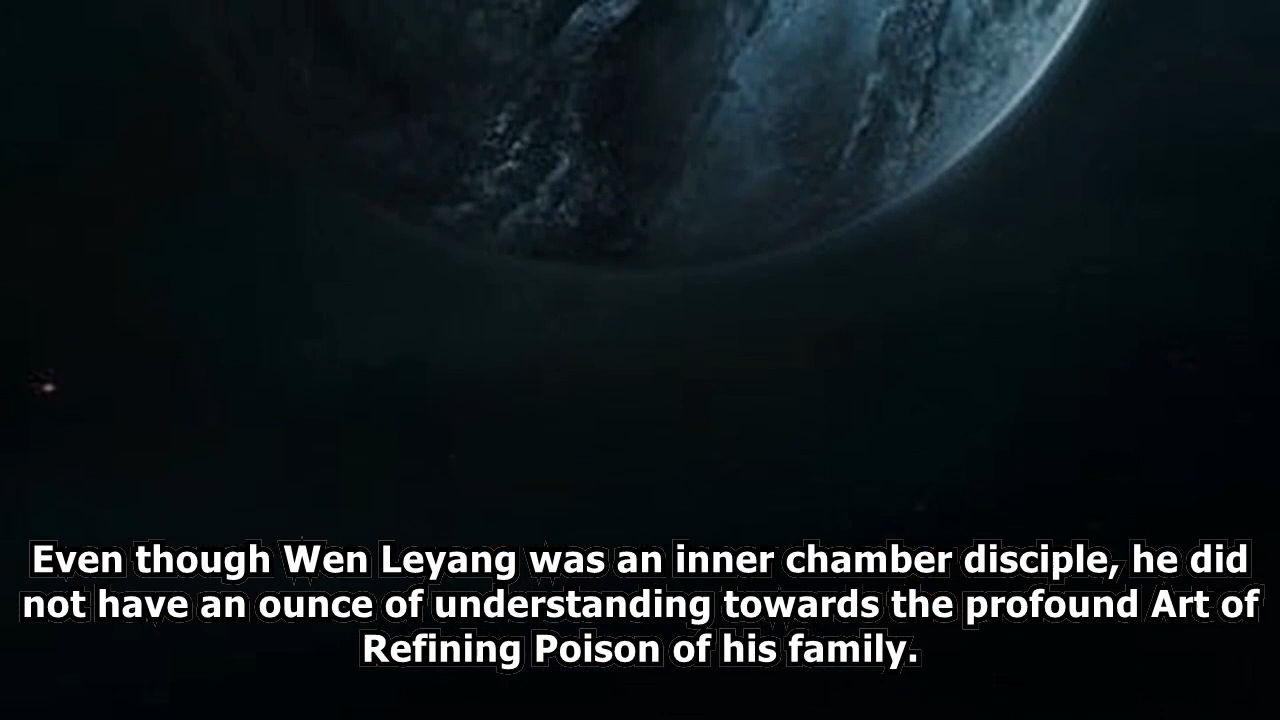 Even though Wen Leyang was an inner chamber disciple, he did
not have an ounce of understanding towards the profound Art of
Refining Poison of his family.